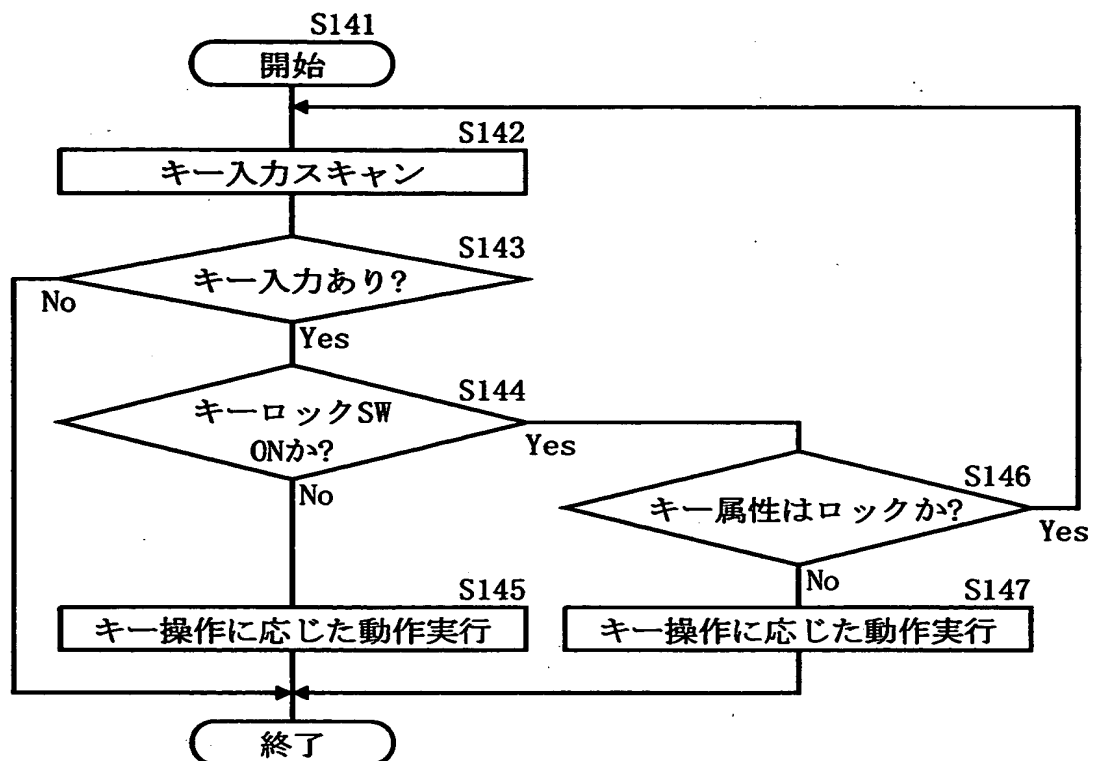 S141
開始
S142
キー入力スキャン
S143
キー入力あり?
No
Yes
S144
キーロックSW
ONか?
Yes
No
S146
キー属性はロックか?
Yes
No
S145
キー操作に応じた動作実行
S147
キー操作に応じた動作実行
終了